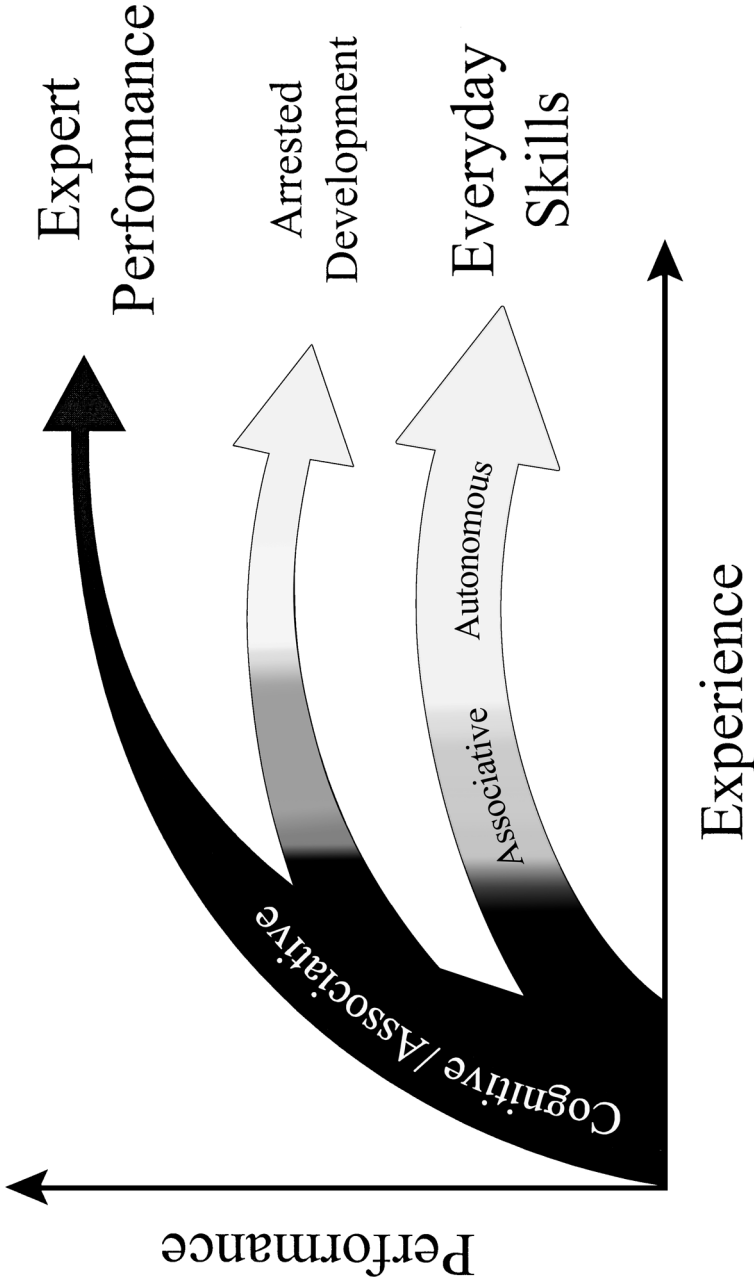 Expert
Performance
Arrested
Development
Everyday
Skills
Cognitive / Associative
Associative
Autonomous
Performance
Experience